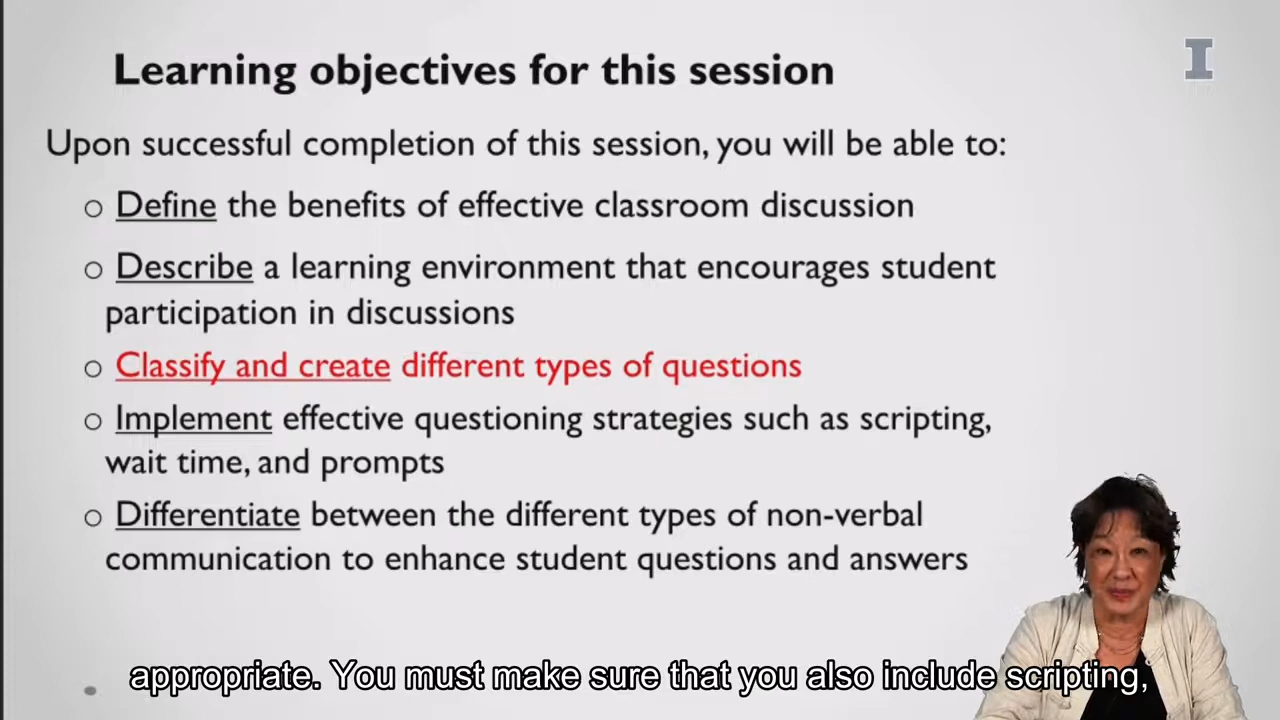 Learning objectives for this session
I
Upon successful completion of this session, you will be able to:
Define the benefits of effective classroom discussion
Describe a learning environment that encourages student
participation in discussions
Classify and create different types of questions
Implement effective questioning strategies such as scripting,
wait time, and prompts
Differentiate between the different types of non-verbal
communication to enhance student questions and answers
appropriate. You must make sure that you also include scripting,